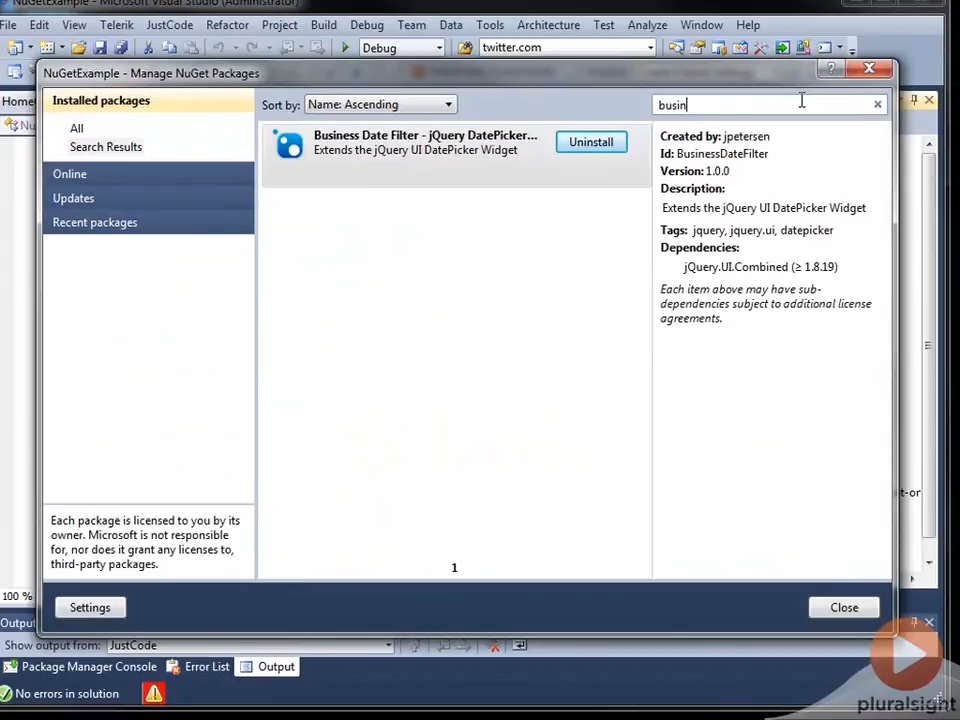 NuGetExample - Microsoft Visual Studio (Administrator)
File Edit View Telerik JustCode Refactor Project Build Debug Team Data Tools Architecture Test Analyze Window Help
Debug twitter.com
NuGetExample - Manage NuGet Packages
Installed packages
All
Search Results
Online
Updates
Recent packages
Each package is licensed to you by its
owner. Microsoft is not responsible
for, nor does it grant any licenses to,
third-party packages.
Settings
Sort by: Name: Ascending
Business Date Filter - jQuery DatePicker...
Extends the jQuery UI DatePicker Widget
Uninstall
1
busin
Created by: jpetersen
Id: BusinessDateFilter
Version: 1.0.0
Description:
Extends the jQuery UI DatePicker Widget
Tags: jquery, jquery.ui, datepicker
Dependencies:
jQuery.UI.Combined (≥ 1.8.19)
Each item above may have sub-
dependencies subject to additional license
agreements.
Close
Home
Nu
t-or
100 %
Output
Show output from: JustCode
Package Manager Console Error List Output
No errors in solution
pluralsight